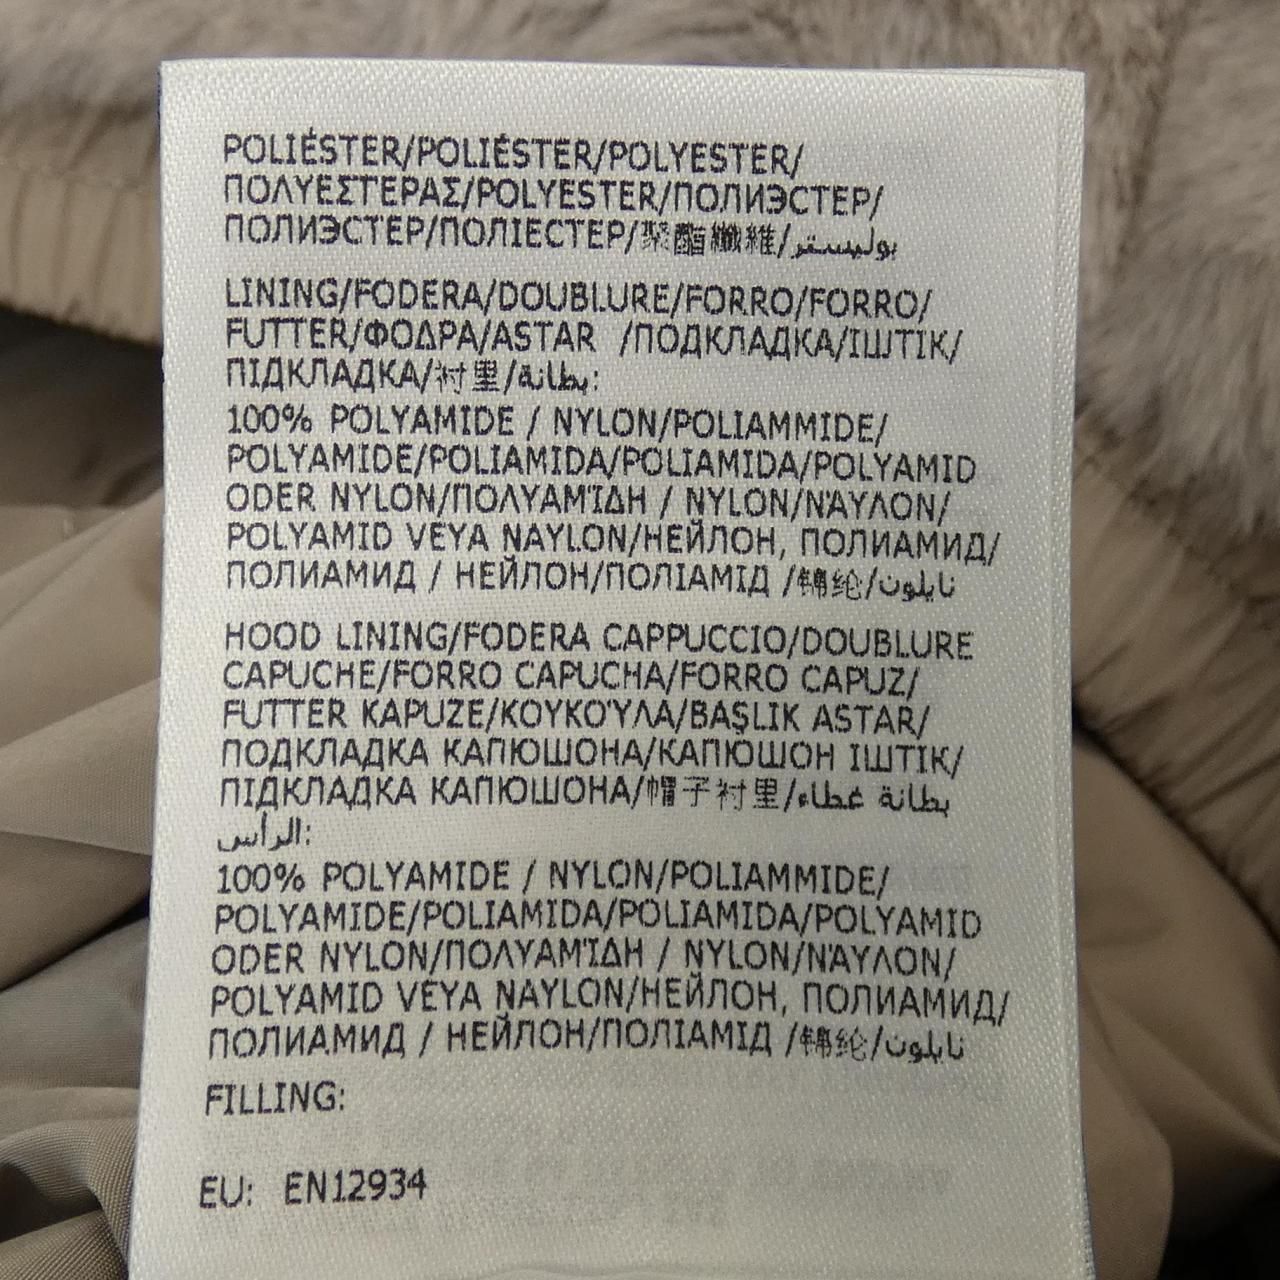 POLIÉSTER/POLIÉSTER/POLYESTER/
ΠΟΛΥΕΣΤΕΡΑΣ/POLYESTER/ПОЛИЭСТЕР/
ПОЛИЭСТЕР/ПОЛІЕСТЕР/聚酯纖維/بوليستر
LINING/FODERA/DOUBLURE/FORRO/FORRO/
FUTTER/ΦΟΔΡΑ/ASTAR /ПОДКЛАДКА/ІШТІК/
ПІДКЛАДКА/衬里/بطانة:
100% POLYAMIDE / NYLON/POLIAMMIDE/
POLYAMIDE/POLIAMIDA/POLIAMIDA/POLYAMID
ODER NYLON/ΠΟΛΥΑΜΊΔΗ / NYLON/ΝΆΥΛΟΝ/
POLYAMID VEYA NAYLON/НЕЙЛОН, ПОЛИАМИД/
ПОЛИАМИД / НЕЙЛОН/ПОЛІАМІД /锦纶/نايلون
HOOD LINING/FODERA CAPPUCCIO/DOUBLURE
CAPUCHE/FORRO CAPUCHA/FORRO CAPUZ/
FUTTER KAPUZE/ΚΟΥΚΟΎΛΑ/BAŞLIK ASTAR/
ПОДКЛАДКА КАПЮШОНА/КАПЮШОН ІШТІК/
ПІДКЛАДКА КАПЮШОНА/帽子衬里/بطانة غطاء
الرأس:
100% POLYAMIDE / NYLON/POLIAMMIDE/
POLYAMIDE/POLIAMIDA/POLIAMIDA/POLYAMID
ODER NYLON/ΠΟΛΥΑΜΊΔΗ / NYLON/ΝΆΥΛΟΝ/
POLYAMID VEYA NAYLON/НЕЙЛОН, ПОЛИАМИД/
ПОЛИАМИД / НЕЙЛОН/ПОЛІАМІД /锦纶/نايلون
FILLING:
EU: EN12934